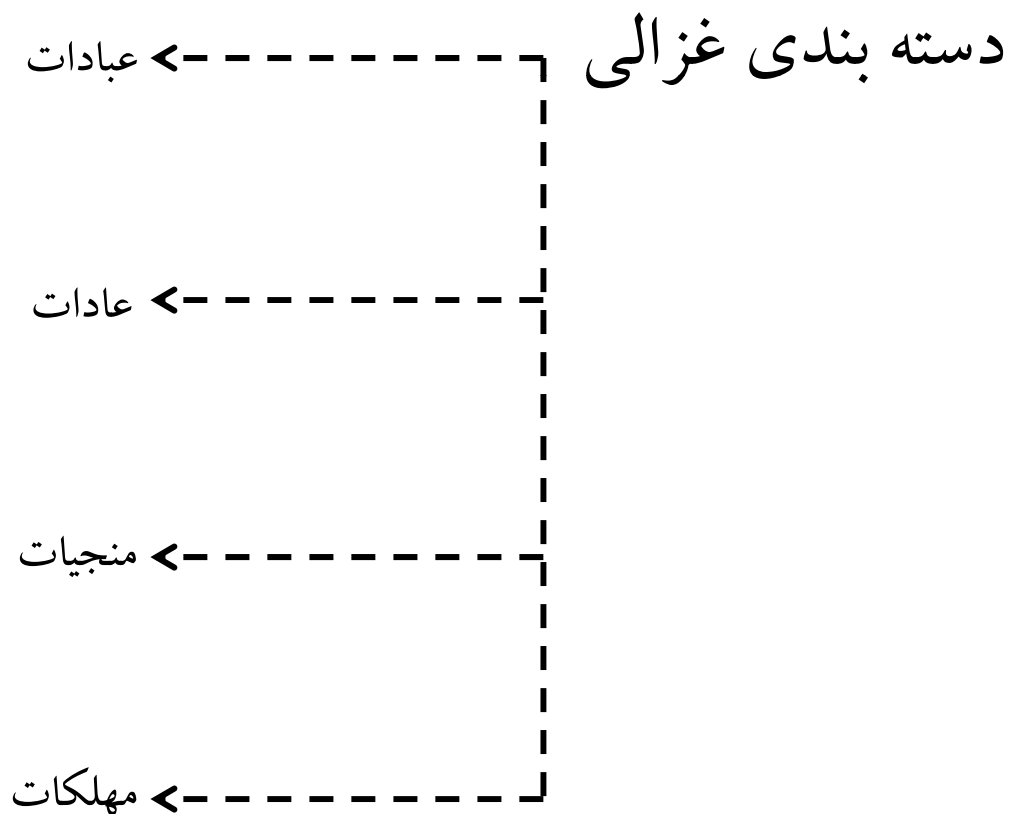 دسته بندی غزالی
عبادات
عادات
منجیات
مهلکات